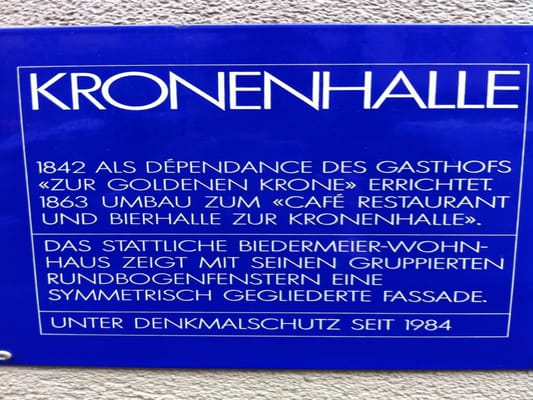 KRONENHALLE
1842 ALS DÉPENDANCE DES GASTHOFS
«ZUR GOLDENEN KRONE» ERRICHTET.
1863 UMBAU ZUM «CAFÉ RESTAURANT
UND BIERHALLE ZUR KRONENHALLE».
DAS STATTLICHE BIEDERMEIER-WOHN-
HAUS ZEIGT MIT SEINEN GRUPPIERTEN
RUNDBOGENFENSTERN EINE
SYMMETRISCH GEGLIEDERTE FASSADE.
UNTER DENKMALSCHUTZ SEIT 1984